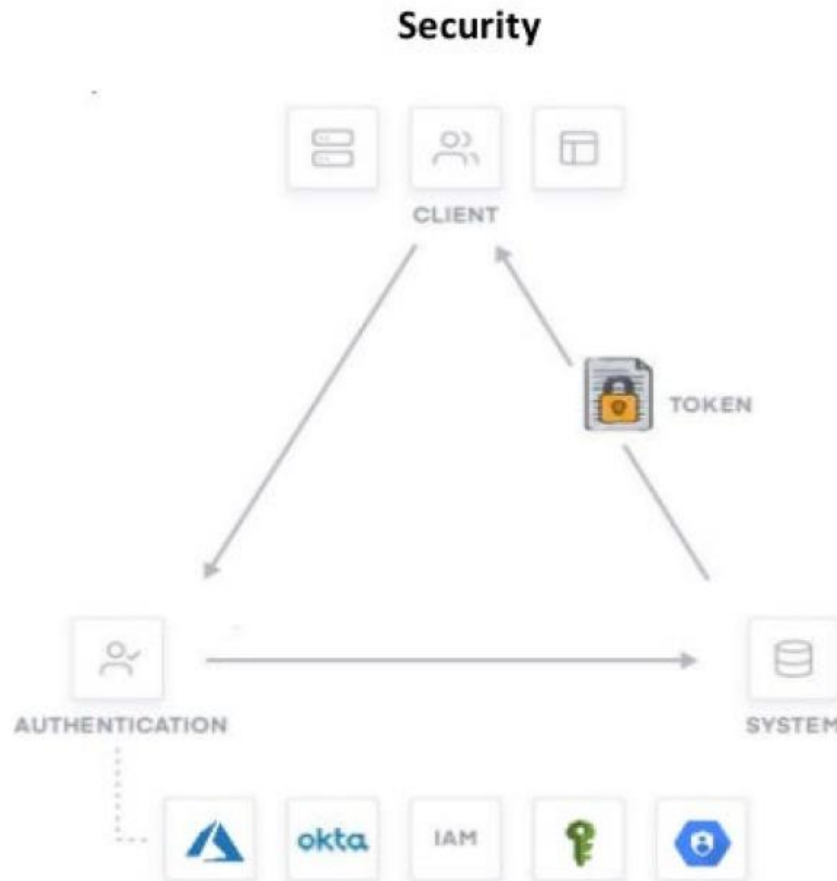 Security
CLIENT
TOKEN
AUTHENTICATION
SYSTEM
okta
IAM